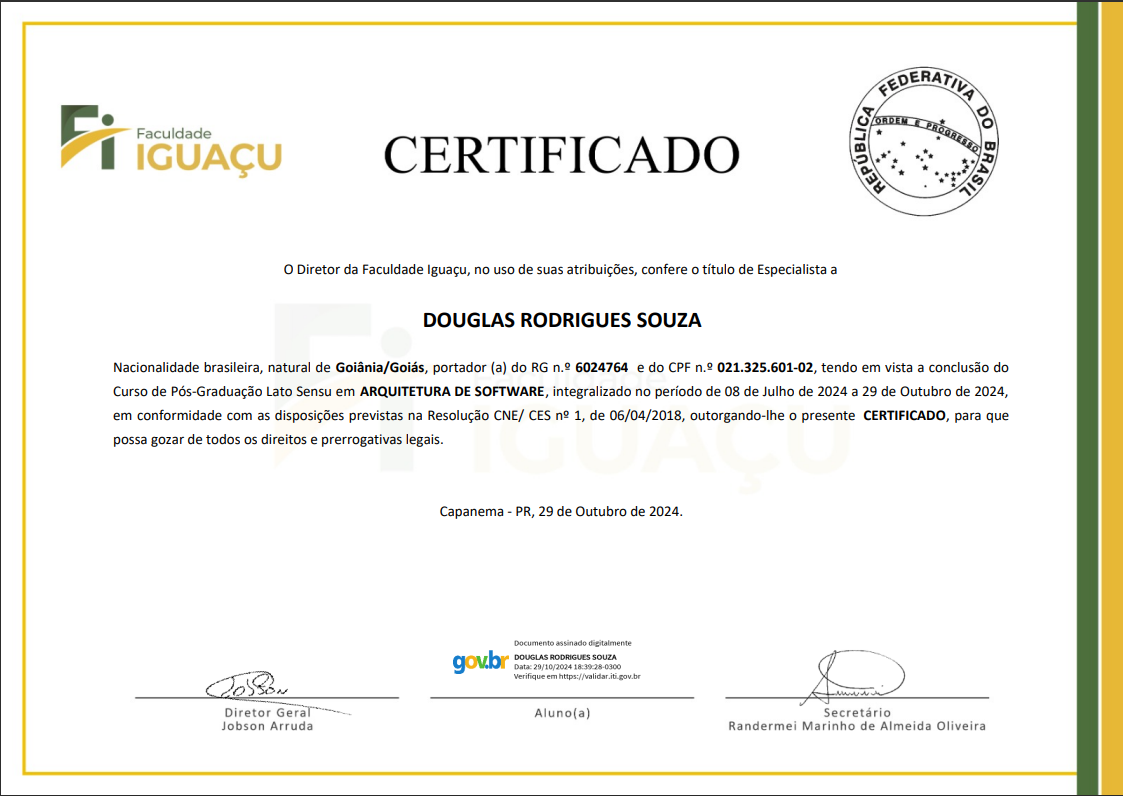 Faculdade
IGUAÇU
CERTIFICADO
REPÚBLICA FEDERATIVA DO BRASIL
ORDEM E PROGRESSO
O Diretor da Faculdade Iguaçu, no uso de suas atribuições, confere o título de Especialista a
DOUGLAS RODRIGUES SOUZA
Nacionalidade brasileira, natural de Goiânia/Goiás, portador (a) do RG n.º 6024764 e do CPF n.º 021.325.601-02, tendo em vista a conclusão do
Curso de Pós-Graduação Lato Sensu em ARQUITETURA DE SOFTWARE, integralizado no período de 08 de Julho de 2024 a 29 de Outubro de 2024,
em conformidade com as disposições previstas na Resolução CNE/ CES nº 1, de 06/04/2018, outorgando-lhe o presente CERTIFICADO, para que
possa gozar de todos os direitos e prerrogativas legais.
Capanema - PR, 29 de Outubro de 2024.
gov.br
Documento assinado digitalmente
DOUGLAS RODRIGUES SOUZA
Data: 29/10/2024 18:39:28-0300
Verifique em https://validar.iti.gov.br
Jobson
Diretor Geral
Jobson Arruda
Aluno(a)
Secretário
Randermei Marinho de Almeida Oliveira